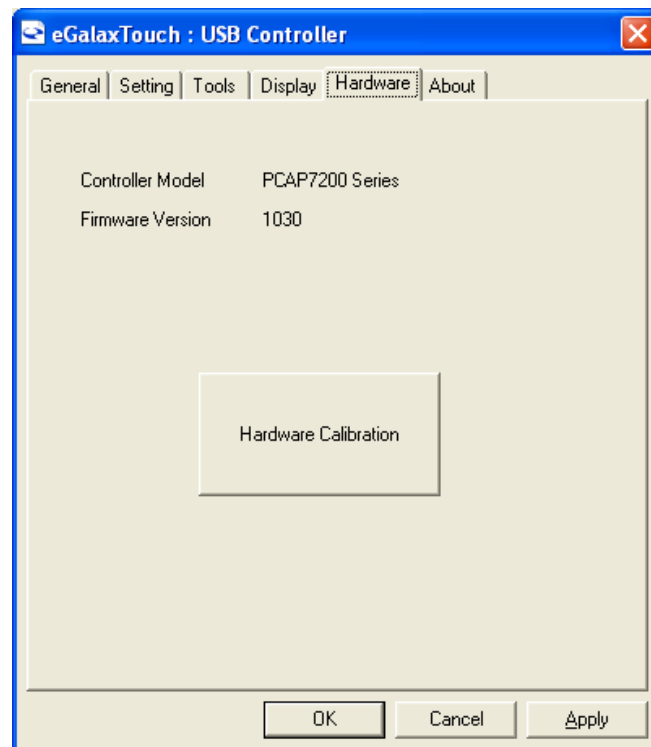 eGalaxTouch : USB Controller
General Setting Tools Display Hardware About
Controller Model PCAP7200 Series
Firmware Version 1030
Hardware Calibration
OK Cancel Apply